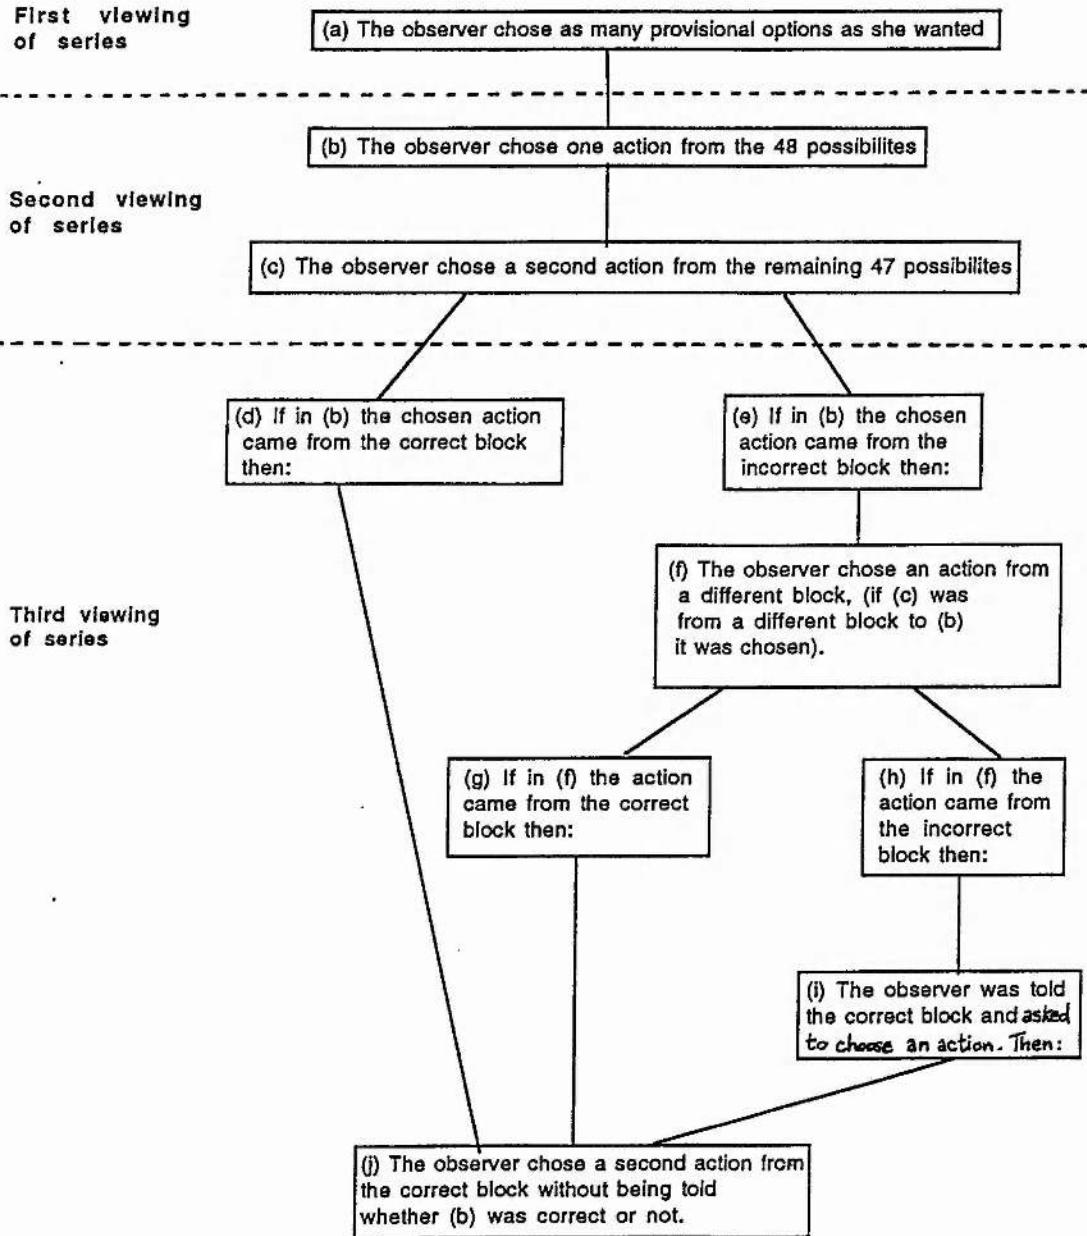 First viewing
of series
(a) The observer chose as many provisional options as she wanted
(b) The observer chose one action from the 48 possibilites
Second viewing
of series
(c) The observer chose a second action from the remaining 47 possibilites
(d) If in (b) the chosen action
came from the correct block
then:
(e) If in (b) the chosen
action came from the
incorrect block then:
(f) The observer chose an action from
a different block, (if (c) was
from a different block to (b)
it was chosen).
Third viewing
of series
(g) If in (f) the action
came from the correct
block then:
(h) If in (f) the
action came from
the incorrect
block then:
(i) The observer was told
the correct block and asked
to choose an action. Then:
(j) The observer chose a second action from
the correct block without being told
whether (b) was correct or not.